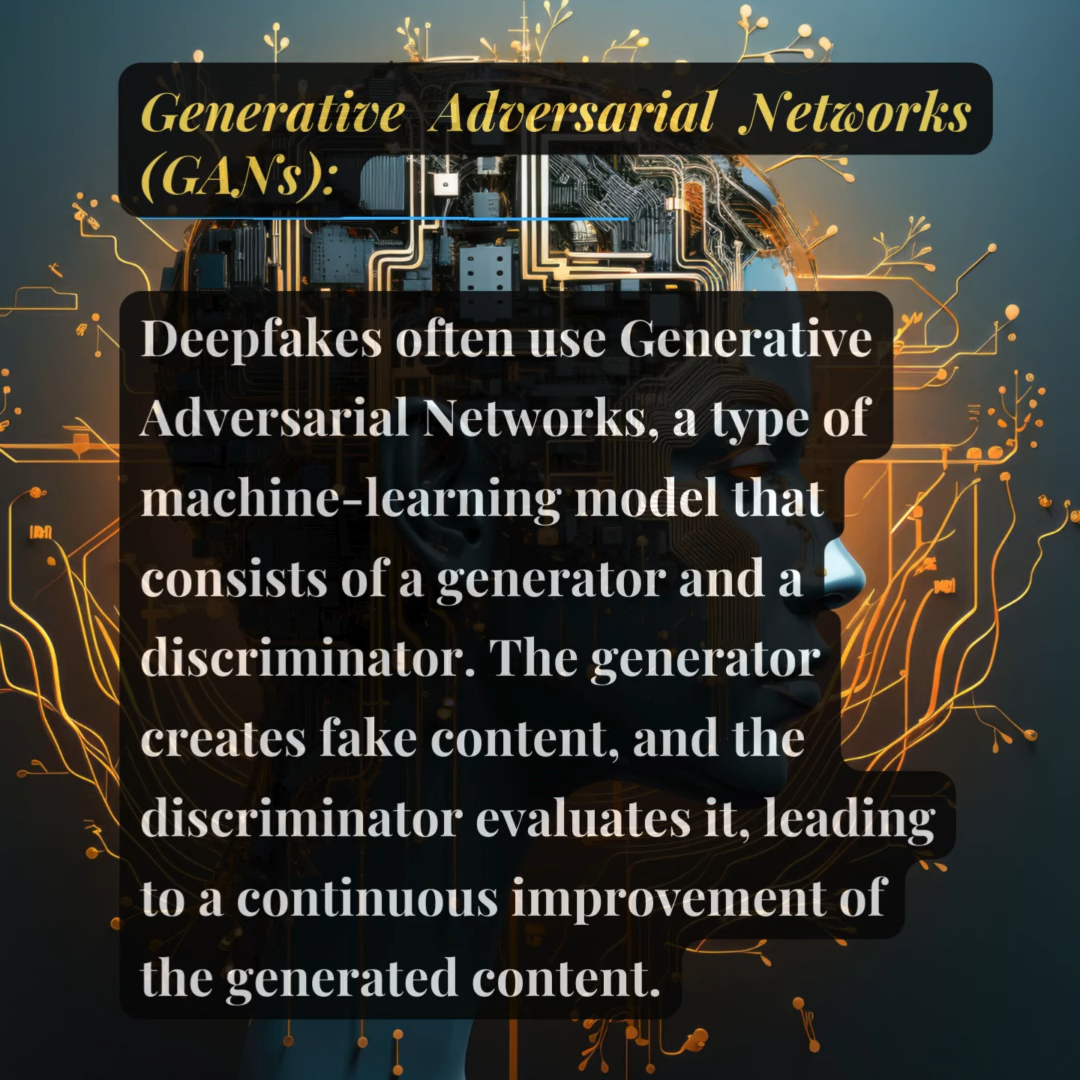 Generative Adversarial Networks
(GANs):
Deepfakes often use Generative
Adversarial Networks, a type of
machine-learning model that
consists of a generator and a
discriminator. The generator
creates fake content, and the
discriminator evaluates it, leading
to a continuous improvement of
the generated content.